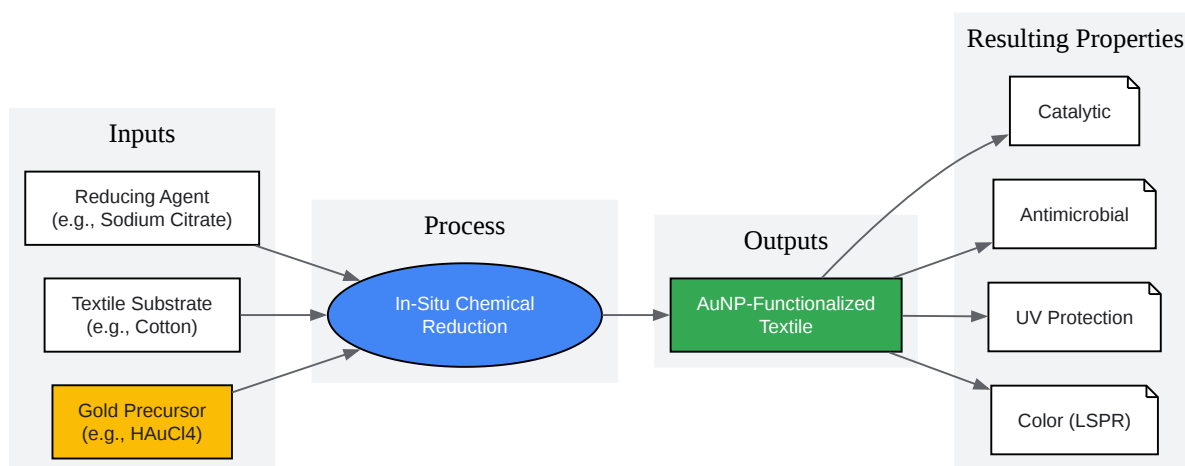 Inputs
Reducing Agent
(e.g., Sodium Citrate)
Textile Substrate
(e.g., Cotton)
Gold Precursor
(e.g., HAuCl4)
Process
In-Situ Chemical
Reduction
Outputs
AuNP-Functionalized
Textile
Resulting Properties
Catalytic
Antimicrobial
UV Protection
Color (LSPR)